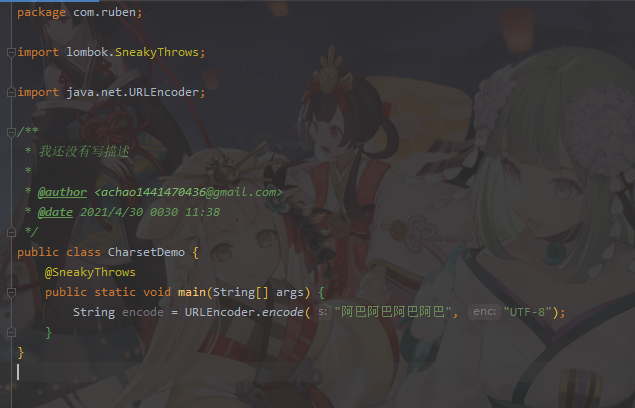 package com.ruben;
import lombok.SneakyThrows;
import java.net.URLEncoder;
/**
 * 我还没有写描述
 *
 * @author <achao1441470436@gmail.com>
 * @date 2021/4/30 0030 11:38
 */
public class CharsetDemo {
    @SneakyThrows
    public static void main(String[] args) {
        String encode = URLEncoder.encode( s: "阿巴阿巴阿巴阿巴", enc: "UTF-8");
    }
}